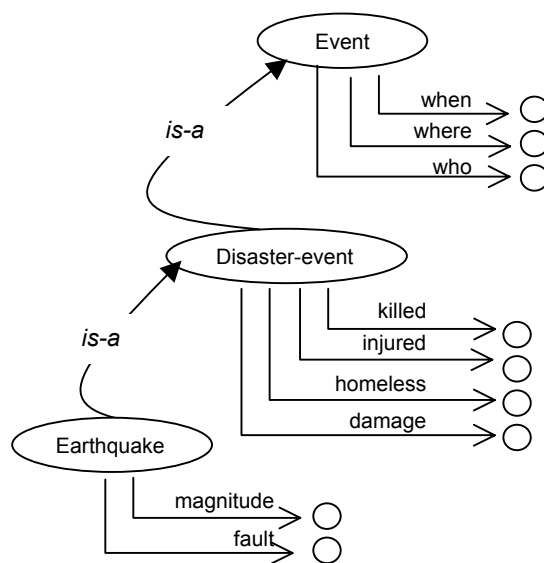 Event
when
where
who
is-a
Disaster-event
killed
injured
homeless
damage
is-a
Earthquake
magnitude
fault